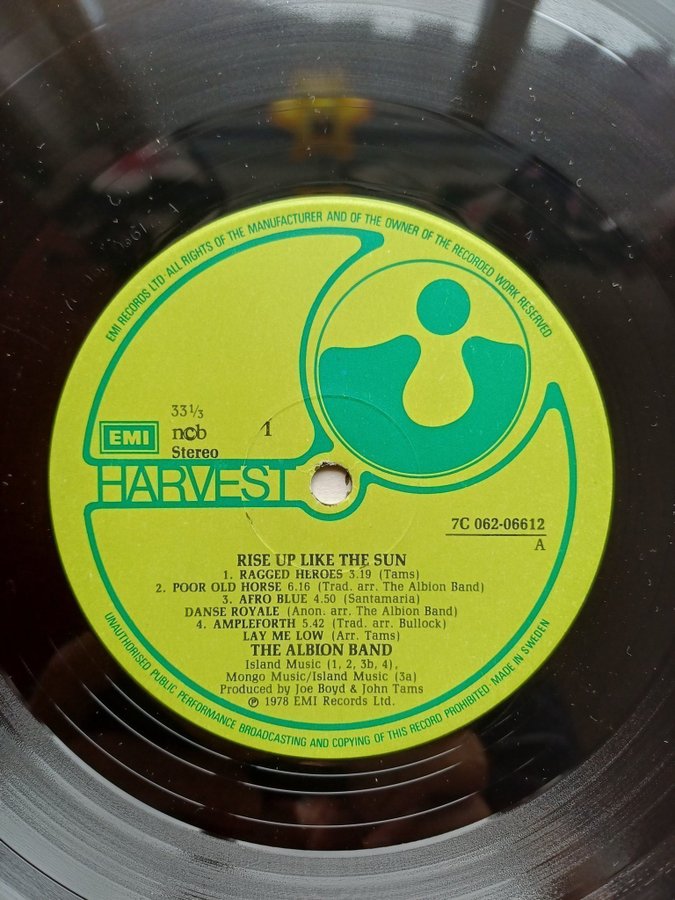 EMI RECORDS LTD·ALL RIGHTS OF THE MANUFACTURER AND OF THE OWNER OF THE RECORDED WORK RESERVED
33⅓
EMI
ncb
1
Stereo
HARVEST
7C 062-06612
A
RISE UP LIKE THE SUN
1. RAGGED HEROES 3.19 (Tams)
2. POOR OLD HORSE 6.16 (Trad. arr. The Albion Band)
3. AFRO BLUE 4.50 (Santamaria)
DANSE ROYALE (Anon. arr. The Albion Band)
4. AMPLEFORTH 5.42 (Trad. arr. Bullock)
LAY ME LOW (Arr. Tams)
THE ALBION BAND
Island Music (1, 2, 3b, 4),
Mongo Music/Island Music (3a)
Produced by Joe Boyd & John Tams
℗ 1978 EMI Records Ltd.
UNAUTHORISED PUBLIC PERFORMANCE BROADCASTING AND COPYING OF THIS RECORD PROHIBITED MADE IN SWEDEN